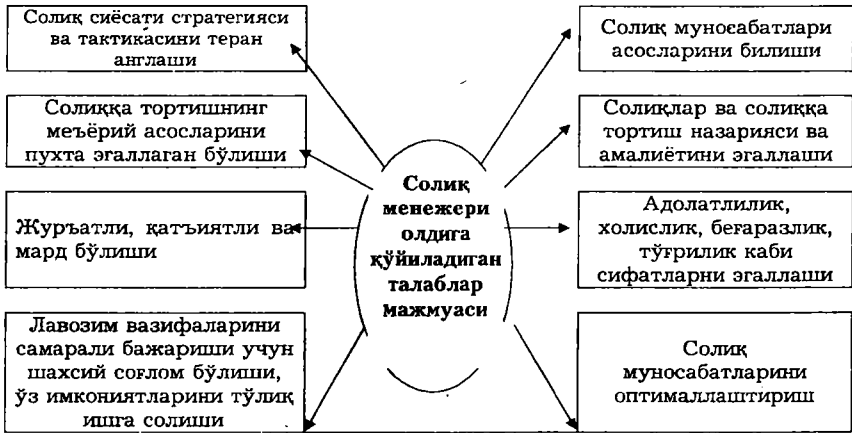 Солиқ сиёсати стратегияси
ва тактикасини теран
англаши
Солиққа тортишнинг
меъёрий асосларини
пухта эгаллаган бўлиши
Журъатли, қатъиятли ва
мард бўлиши
Лавозим вазифаларини
самарали бажариши учун
шахсий соғлом бўлиши,
ўз имкониятларини тўлиқ
ишга солиши
Солиқ
менежери
олдига
қўйиладиган
талаблар
мажмуаси
Солиқ муносабатлари
асосларини билиши
Солиқлар ва солиққа
тортиш назарияси ва
амалиётини эгаллаши
Адолатлилик,
холислик, беғаразлик,
тўғрилик каби
сифатларни эгаллаши
Солиқ
муносабатларини
оптималлаштириш